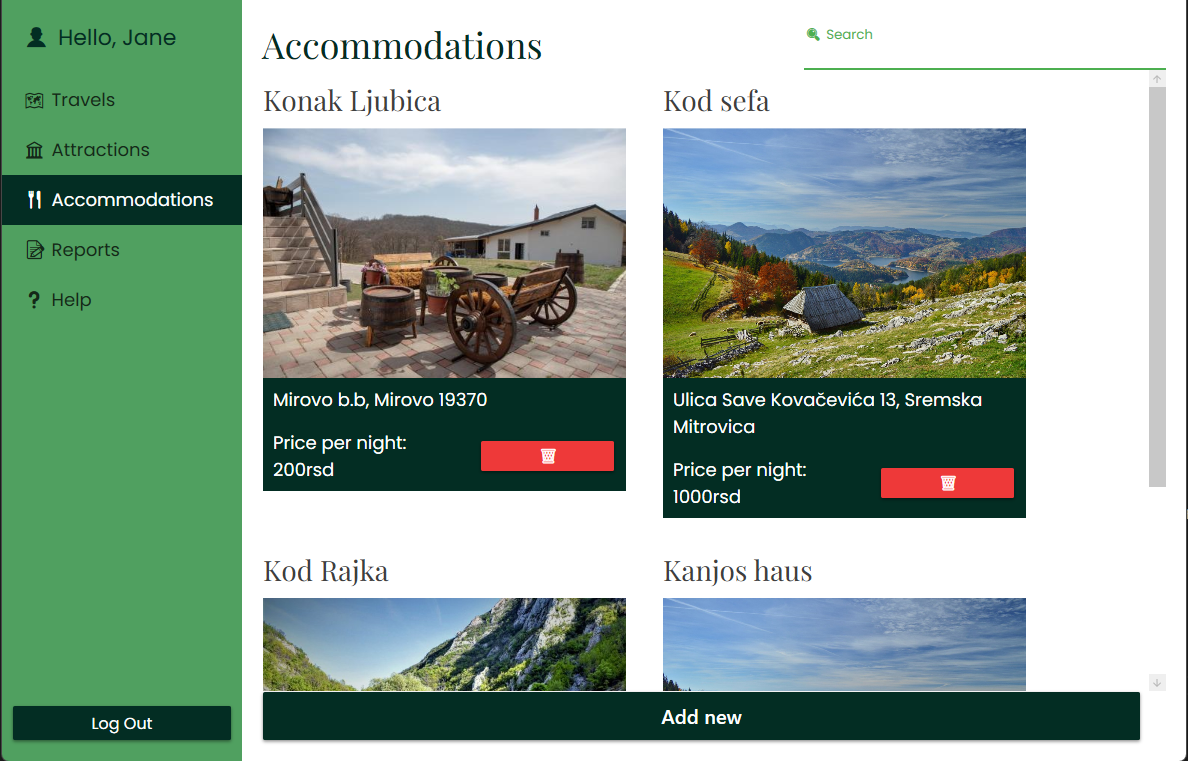 Hello, Jane
Travels
Attractions
Accommodations
Reports
Help
Log Out
Accommodations
Search
Konak Ljubica
Mirovo b.b, Mirovo 19370
Price per night:
200rsd
Kod sefa
Ulica Save Kovačevića 13, Sremska
Mitrovica
Price per night:
1000rsd
Kod Rajka
Kanjos haus
Add new